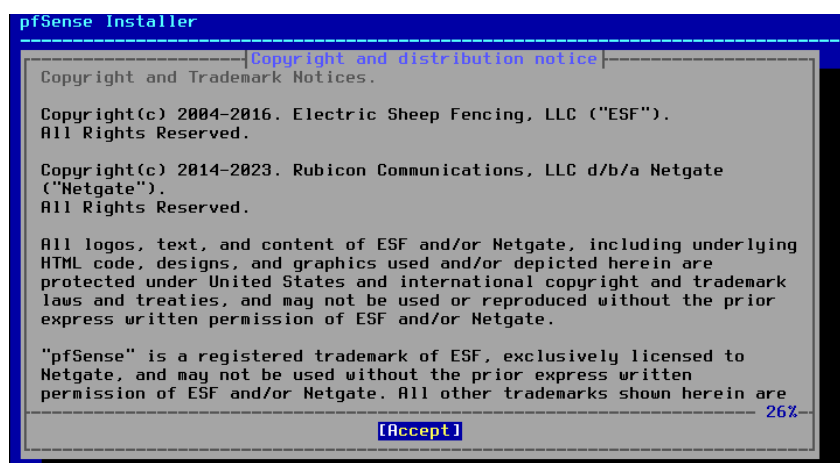 pfSense Installer
Copyright and distribution notice
Copyright and Trademark Notices.
Copyright(c) 2004-2016. Electric Sheep Fencing, LLC ("ESF").
All Rights Reserved.
Copyright(c) 2014-2023. Rubicon Communications, LLC d/b/a Netgate
("Netgate").
All Rights Reserved.
All logos, text, and content of ESF and/or Netgate, including underlying
HTML code, designs, and graphics used and/or depicted herein are
protected under United States and international copyright and trademark
laws and treaties, and may not be used or reproduced without the prior
express written permission of ESF and/or Netgate.
"pfSense" is a registered trademark of ESF, exclusively licensed to
Netgate, and may not be used without the prior express written
permission of ESF and/or Netgate. All other trademarks shown herein are
26%
[Accept]